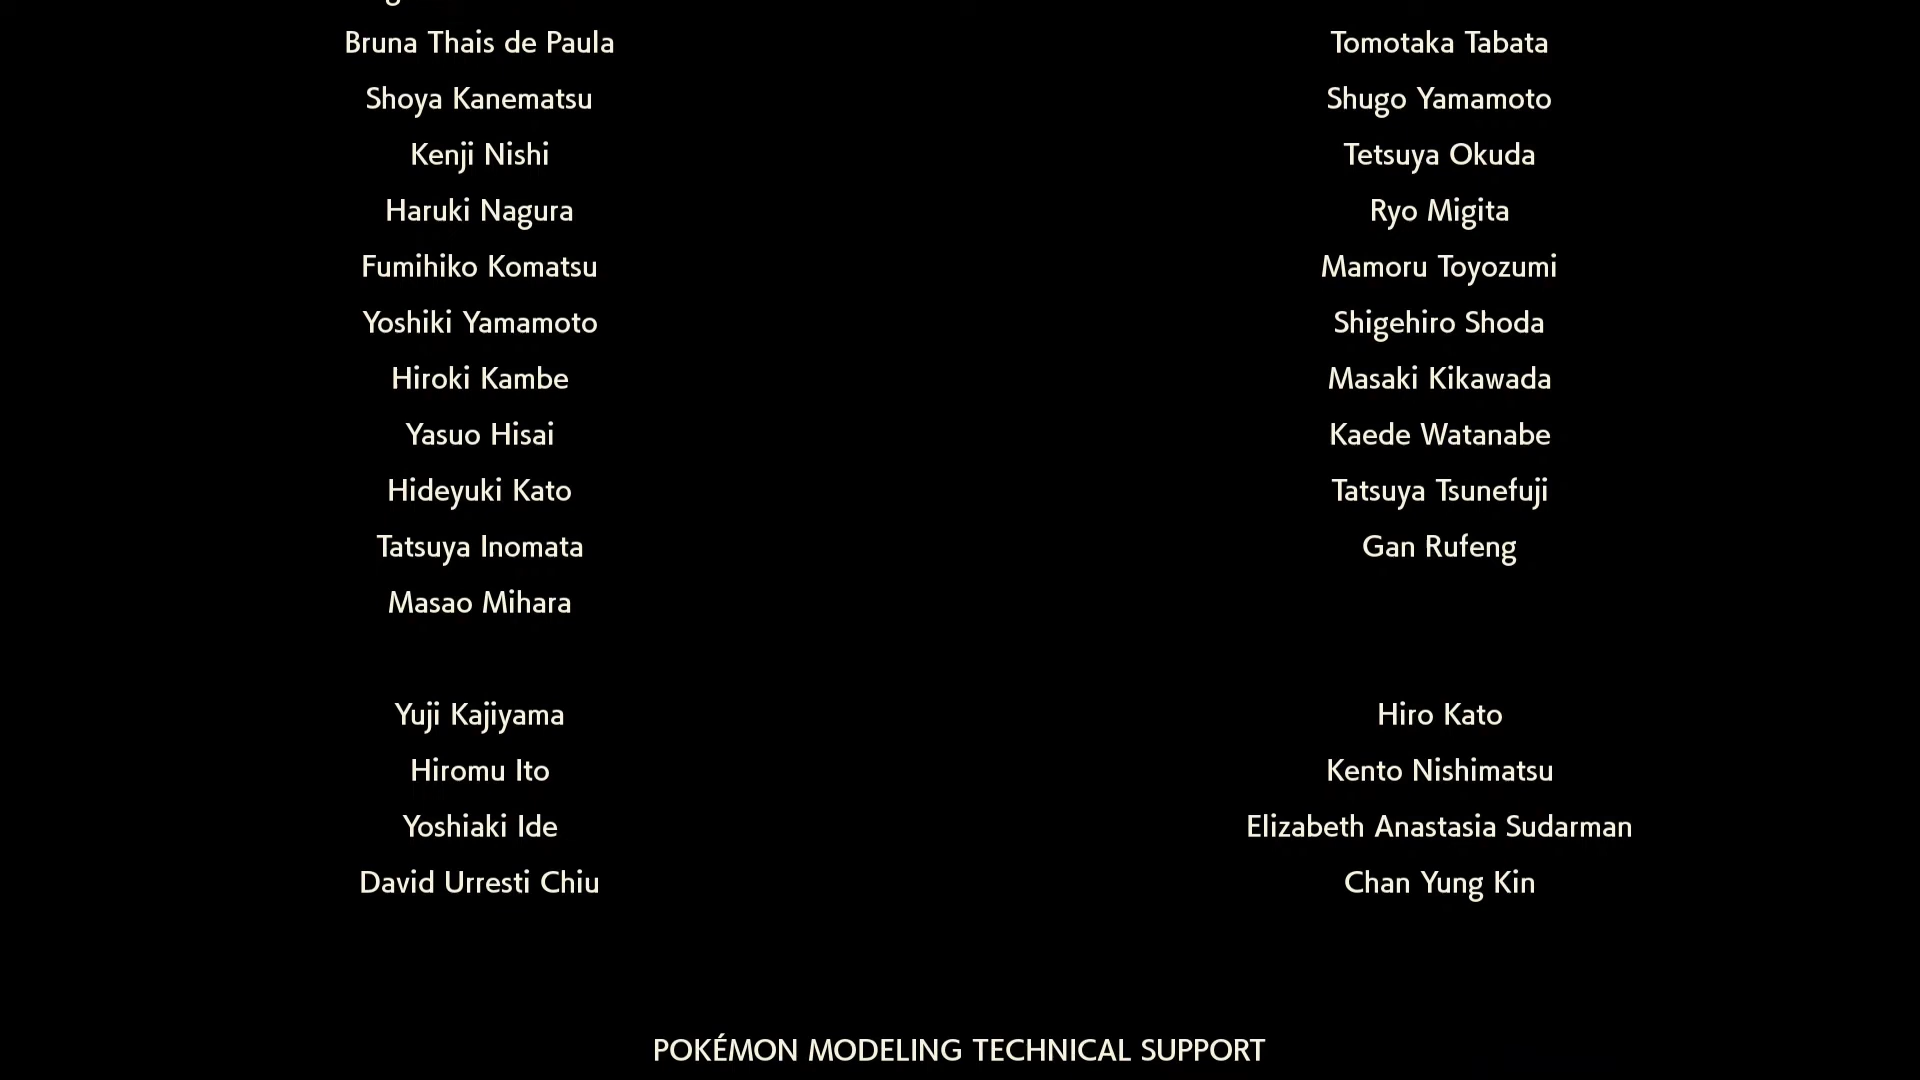 Bruna Thais de Paula Tomotaka Tabata
Shoya Kanematsu Shugo Yamamoto
Kenji Nishi Tetsuya Okuda
Haruki Nagura Ryo Migita
Fumihiko Komatsu Mamoru Toyozumi
Yoshiki Yamamoto Shigehiro Shoda
Hiroki Kambe Masaki Kikawada
Yasuo Hisai Kaede Watanabe
Hideyuki Kato Tatsuya Tsunefuji
Tatsuya Inomata Gan Rufeng
Masao Mihara
Yuji Kajiyama Hiro Kato
Hiromu Ito Kento Nishimatsu
Yoshiaki Ide Elizabeth Anastasia Sudarman
David Urresti Chiu Chan Yung Kin
POKÉMON MODELING TECHNICAL SUPPORT